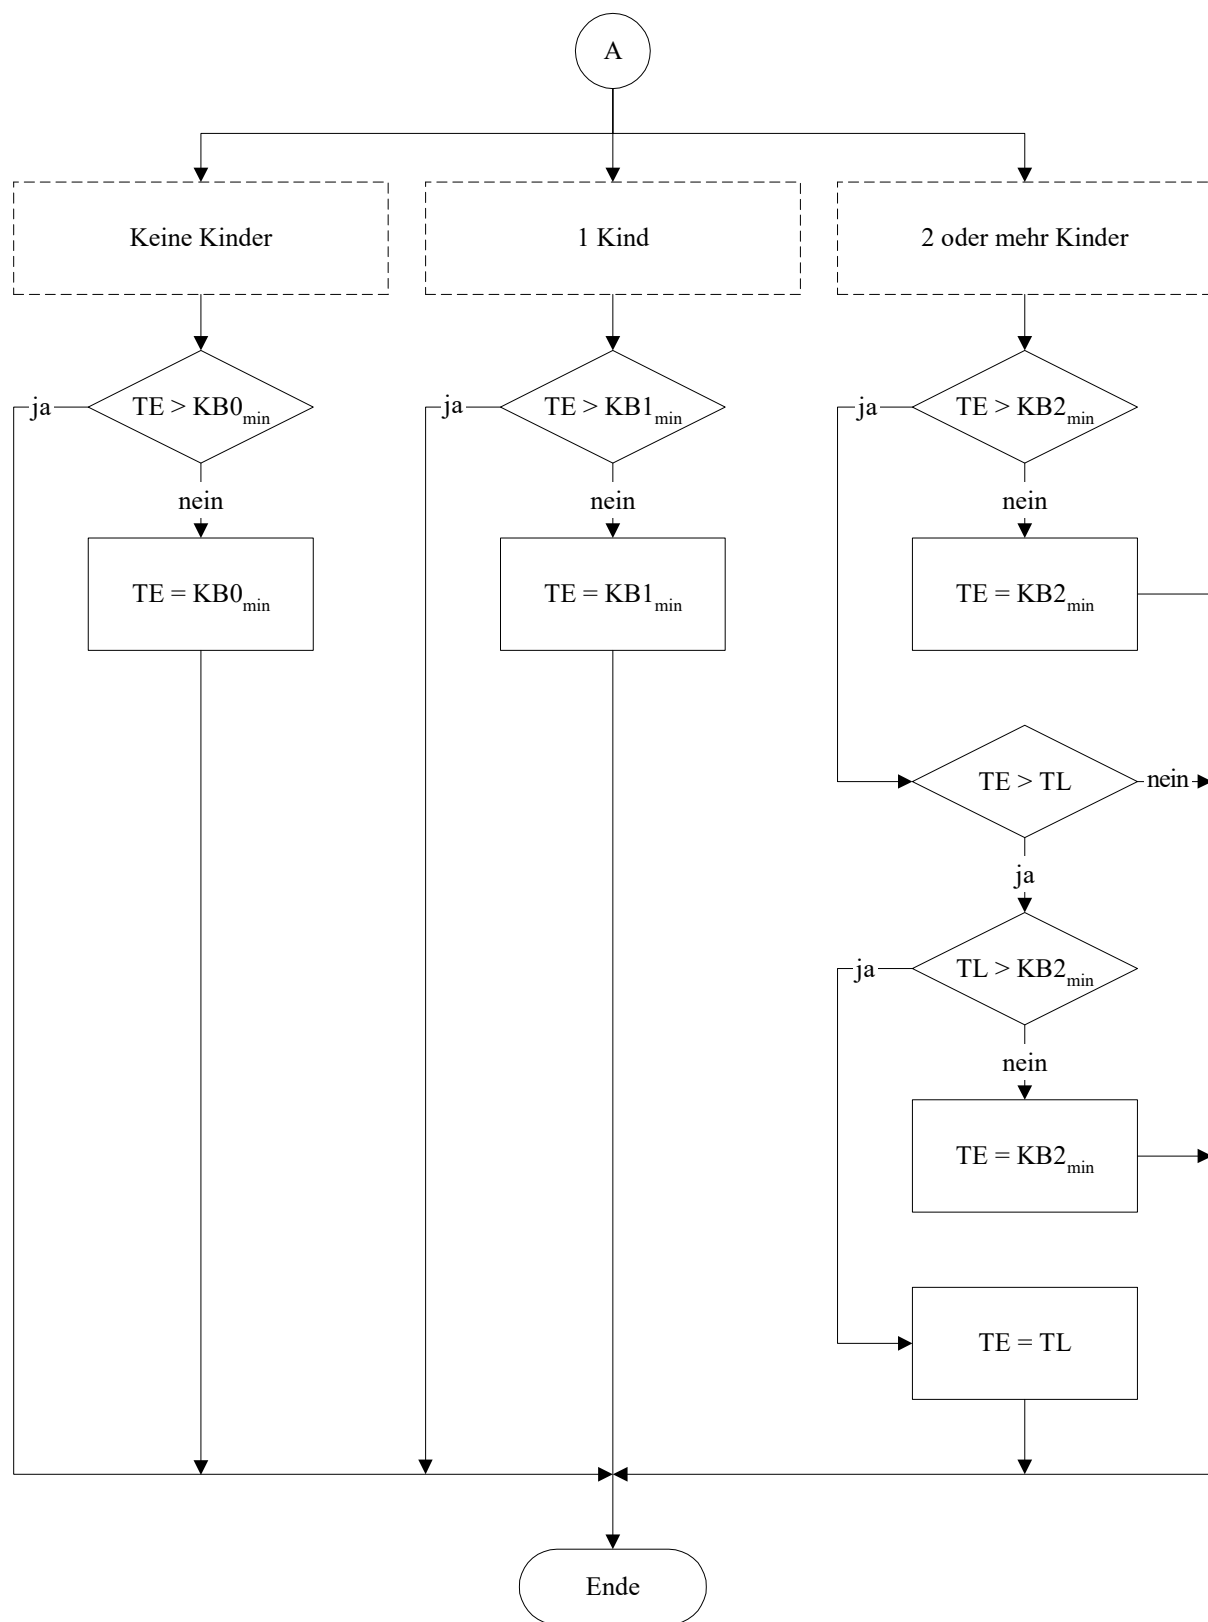 A
Keine Kinder
1 Kind
2 oder mehr Kinder
ja
TE > KB0min
ja
TE > KB1min
ja
TE > KB2min
nein
nein
nein
TE = KB0min
TE = KB1min
TE = KB2min
TE > TL
nein
ja
ja
TL > KB2min
nein
TE = KB2min
TE = TL
Ende